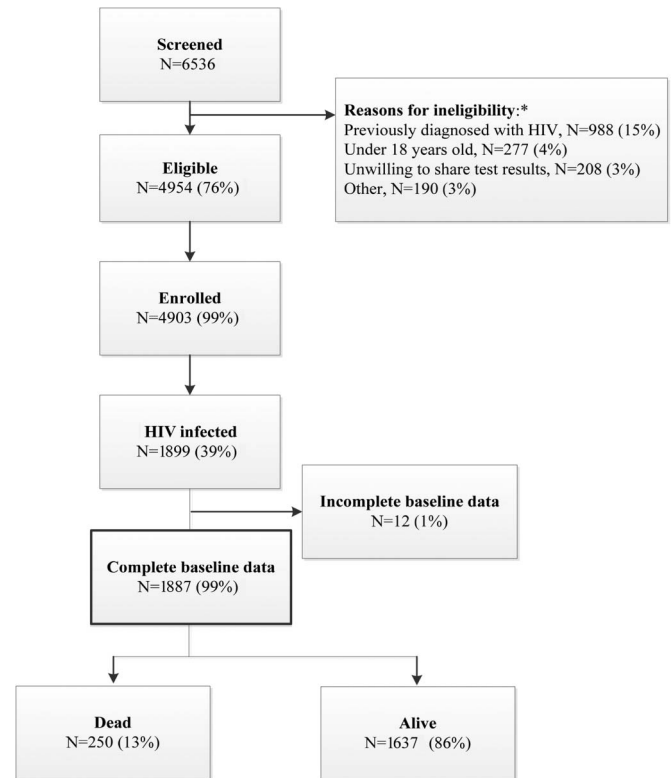 Screened
N=6536
Reasons for ineligibility:*
Previously diagnosed with HIV, N=988 (15%)
Under 18 years old, N=277 (4%)
Unwilling to share test results, N=208 (3%)
Other, N=190 (3%)
Eligible
N=4954 (76%)
Enrolled
N=4903 (99%)
HIV infected
N=1899 (39%)
Incomplete baseline data
N=12 (1%)
Complete baseline data
N=1887 (99%)
Dead
N=250 (13%)
Alive
N=1637 (86%)